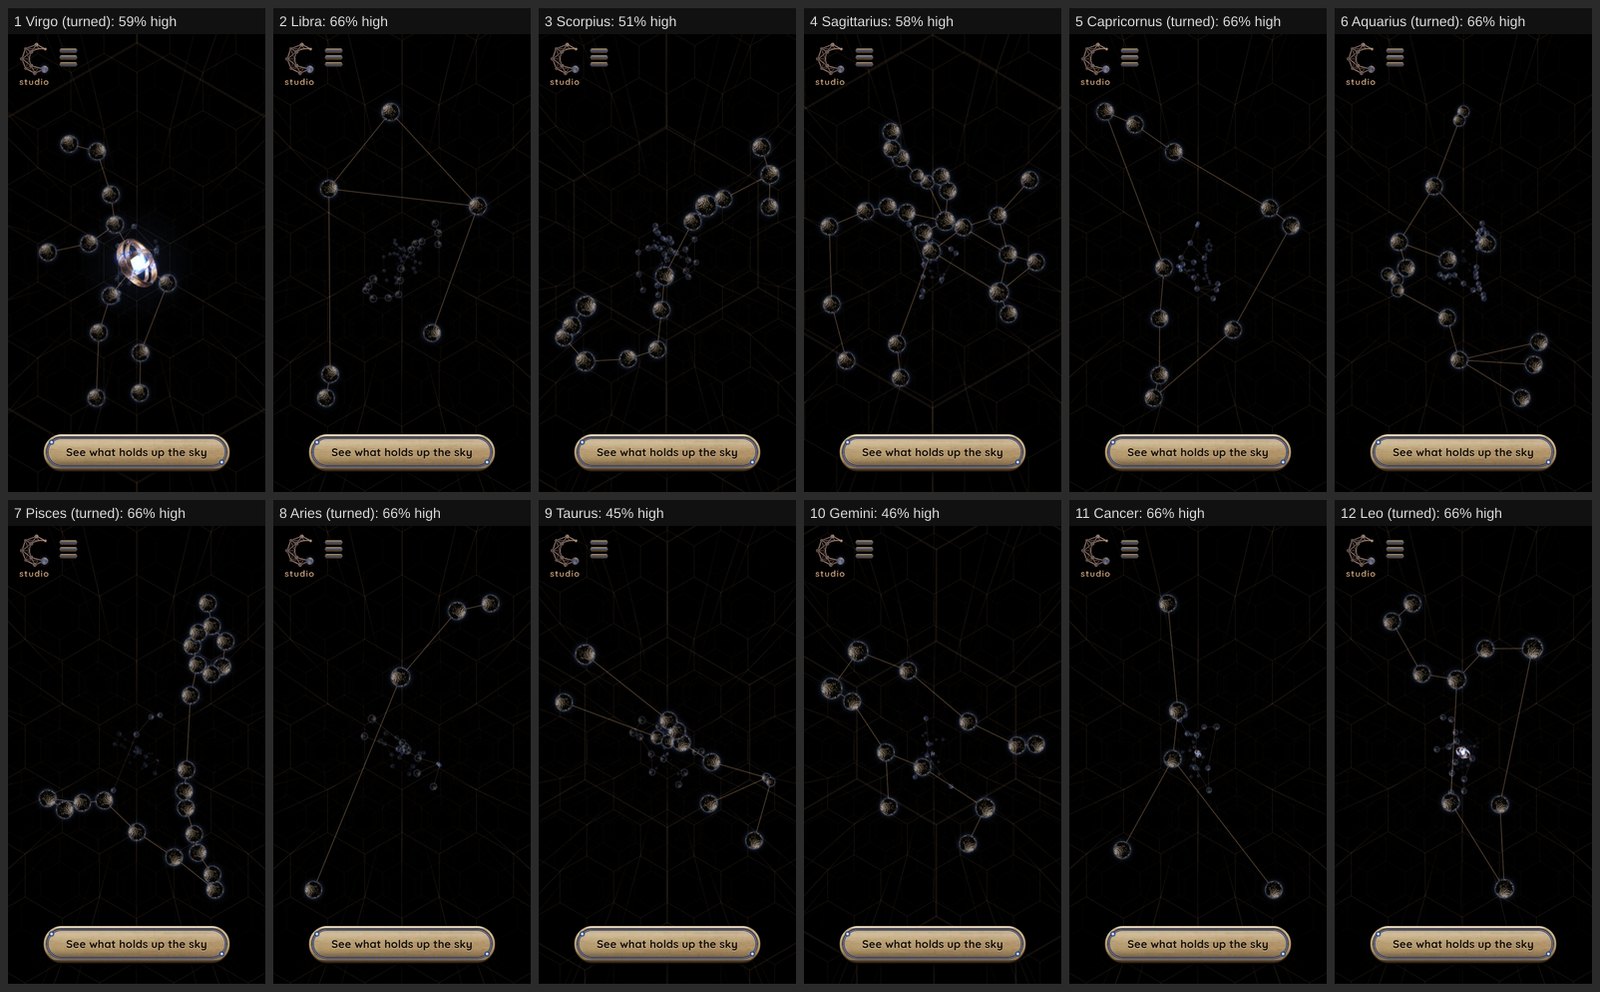 1 Virgo (turned): 59% high
studio
See what holds up the sky
2 Libra: 66% high
studio
See what holds up the sky
3 Scorpius: 51% high
studio
See what holds up the sky
4 Sagittarius: 58% high
studio
See what holds up the sky
5 Capricornus (turned): 66% high
studio
See what holds up the sky
6 Aquarius (turned): 66% high
studio
See what holds up the sky
7 Pisces (turned): 66% high
studio
See what holds up the sky
8 Aries (turned): 66% high
studio
See what holds up the sky
9 Taurus: 45% high
studio
See what holds up the sky
10 Gemini: 46% high
studio
See what holds up the sky
11 Cancer: 66% high
studio
See what holds up the sky
12 Leo (turned): 66% high
studio
See what holds up the sky